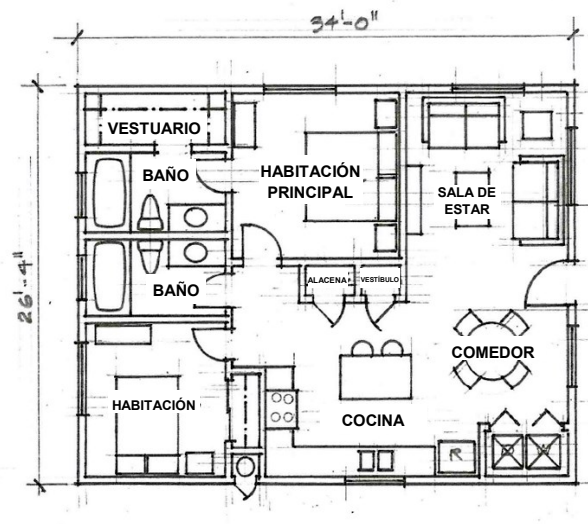 34'-0"
VESTUARIO
BAÑO
HABITACIÓN
PRINCIPAL
SALA DE
ESTAR
26'-4"
BAÑO
ALACENA
VESTÍBULO
COMEDOR
HABITACIÓN
COCINA
R